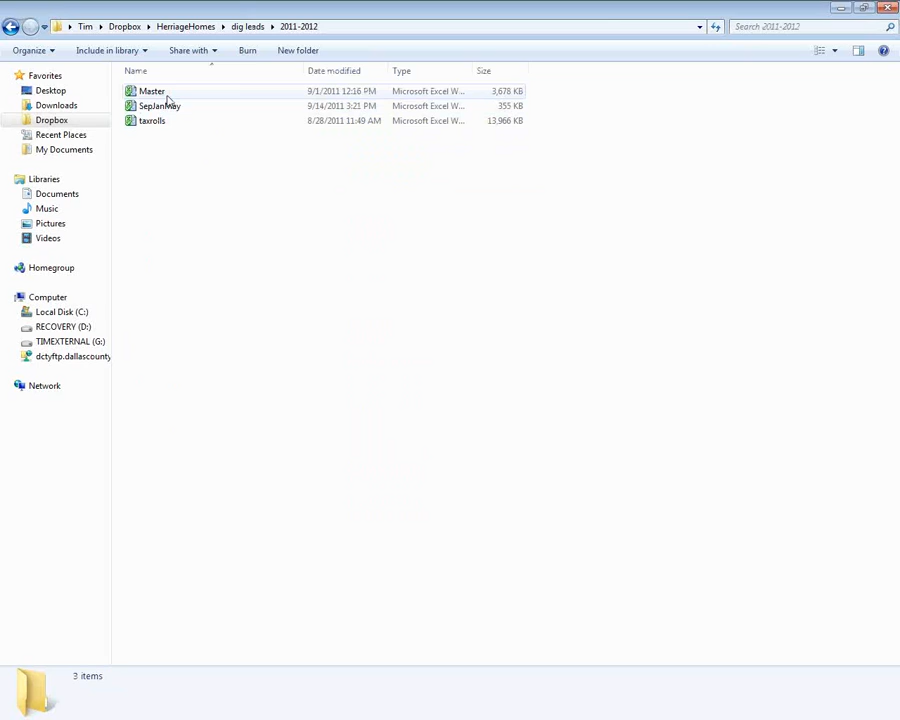 Tim Dropbox HerriageHomes dig leads 2011-2012
Search 2011-2012
Organize Include in library Share with Burn New folder
Name Date modified Type Size
Favorites
Desktop
Downloads
Dropbox
Recent Places
My Documents
Libraries
Documents
Music
Pictures
Videos
Homegroup
Computer
Local Disk (C:)
RECOVERY (D:)
TIMEXTERNAL (G:)
dctyftp.dallascounty
Network
Master 9/1/2011 12:16 PM Microsoft Excel W... 3,678 KB
SepJanMay 9/14/2011 3:21 PM Microsoft Excel W... 355 KB
taxrolls 8/28/2011 11:49 AM Microsoft Excel W... 13,966 KB
3 items